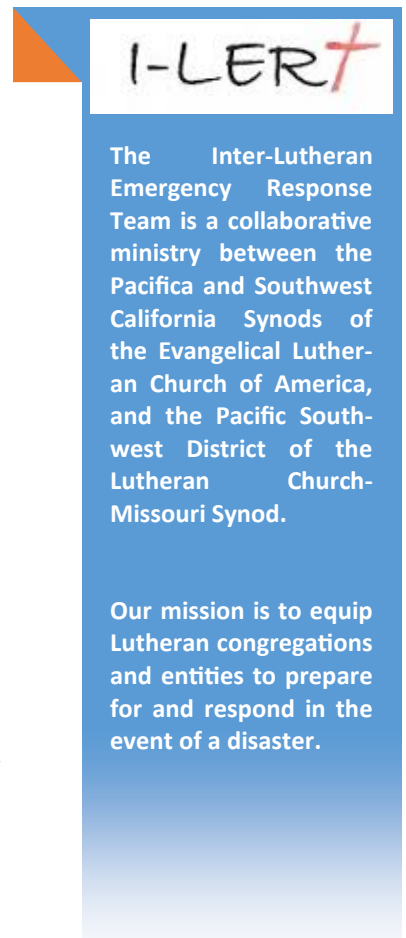 I-LERT
The Inter-Lutheran
Emergency Response
Team is a collaborative
ministry between the
Pacifica and Southwest
California Synods of
the Evangelical Luther-
an Church of America,
and the Pacific South-
west District of the
Lutheran Church-
Missouri Synod.
Our mission is to equip
Lutheran congregations
and entities to prepare
for and respond in the
event of a disaster.